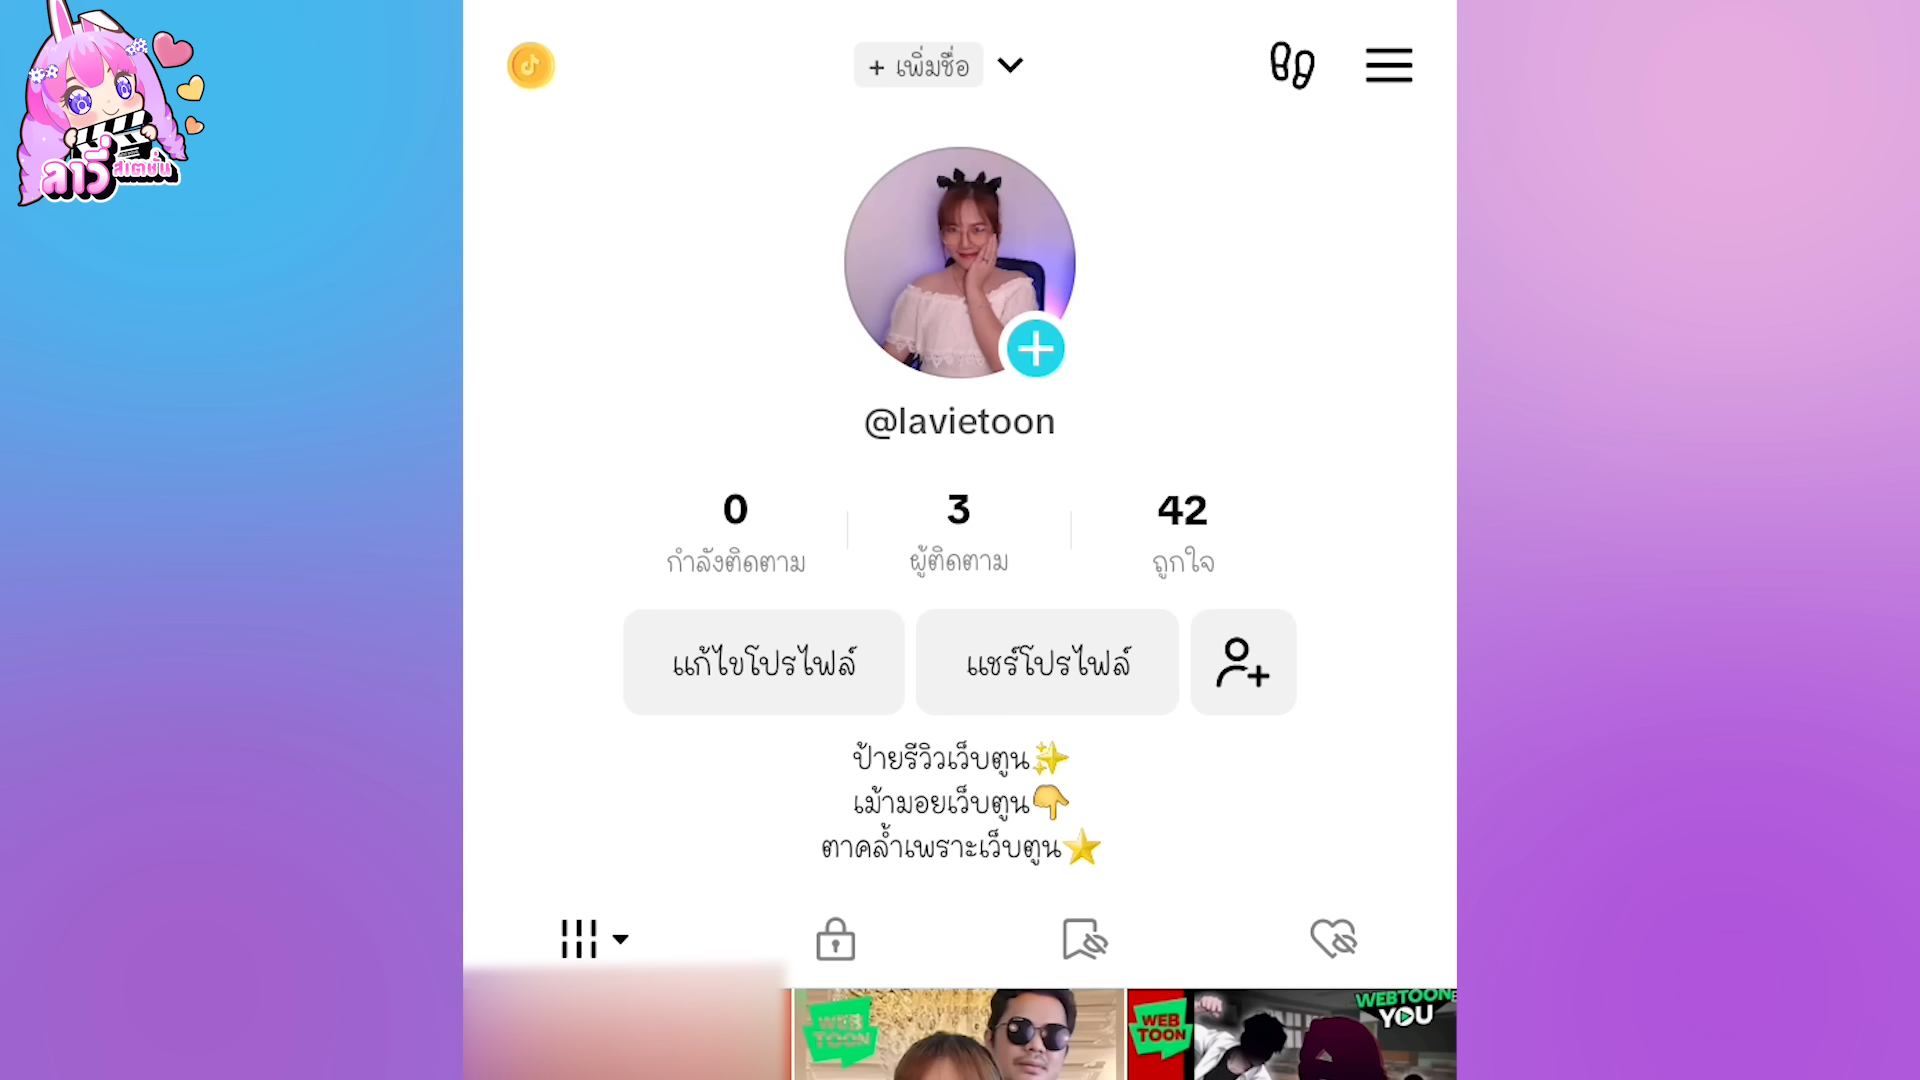 ลาวี่ สเตชั่น
+ เพิ่มชื่อ
@lavietoon
0 3 42
กำลังติดตาม ผู้ติดตาม ถูกใจ
แก้ไขโปรไฟล์ แชร์โปรไฟล์
ป้ายรีวิวเว็บตูน✨
เม้ามอยเว็บตูน👇
ตาคล้ำเพราะเว็บตูน⭐
WEB
TOON
WEB
TOON
WEBTOON
YOU